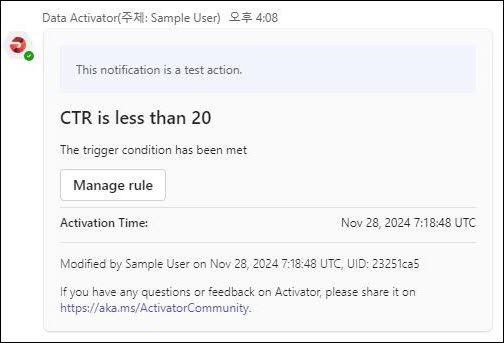 Data Activator(주체: Sample User) 오후 4:08
This notification is a test action.
CTR is less than 20
The trigger condition has been met
Manage rule
Activation Time: Nov 28, 2024 7:18:48 UTC
Modified by Sample User on Nov 28, 2024 7:18:48 UTC, UID: 23251ca5
If you have any questions or feedback on Activator, please share it on
https://aka.ms/ActivatorCommunity.